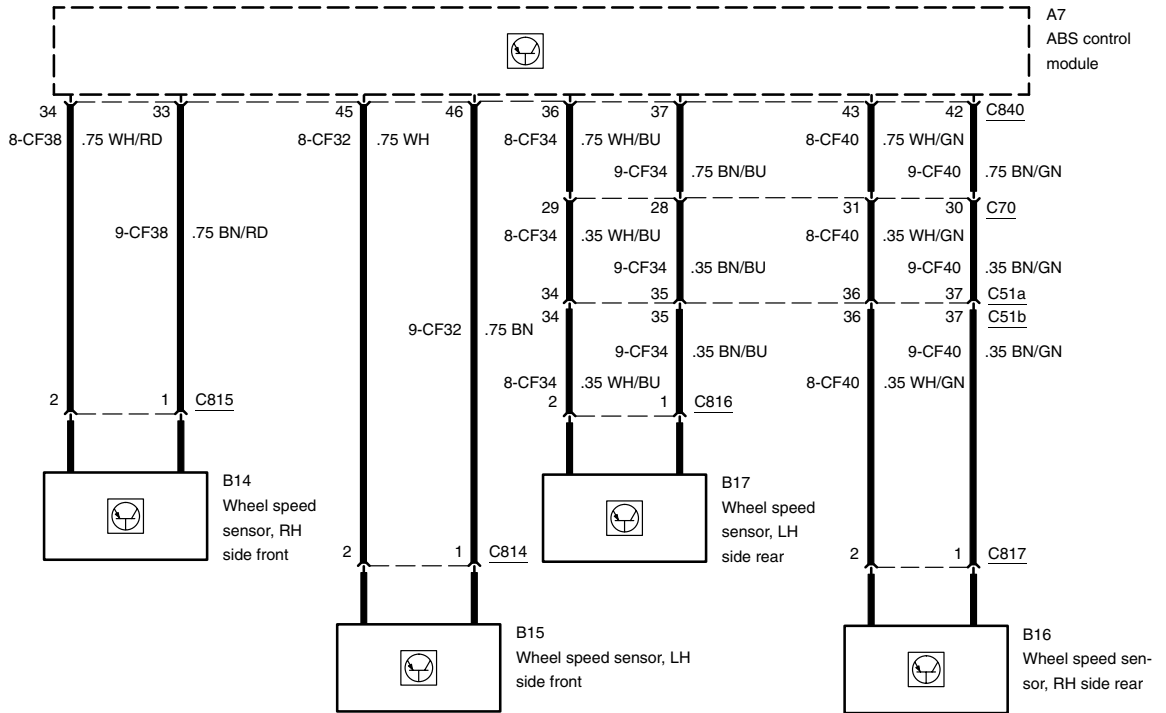 A7
ABS control
module
34 33 45 46 36 37 43 42 C840
8-CF38 .75 WH/RD 8-CF32 .75 WH 8-CF34 .75 WH/BU 8-CF40 .75 WH/GN
9-CF34 .75 BN/BU 9-CF40 .75 BN/GN
29 28 31 30 C70
9-CF38 .75 BN/RD 8-CF34 .35 WH/BU 8-CF40 .35 WH/GN
9-CF34 .35 BN/BU 9-CF40 .35 BN/GN
34 35 36 37 C51a
34 35 36 37 C51b
9-CF32 .75 BN
9-CF34 .35 BN/BU 9-CF40 .35 BN/GN
8-CF34 .35 WH/BU 8-CF40 .35 WH/GN
2 1 C815 2 1 C816
B14
Wheel speed
sensor, RH
side front
B17
Wheel speed
sensor, LH
side rear
2 1 C814 2 1 C817
B15
Wheel speed sensor, LH
side front
B16
Wheel speed sen-
sor, RH side rear